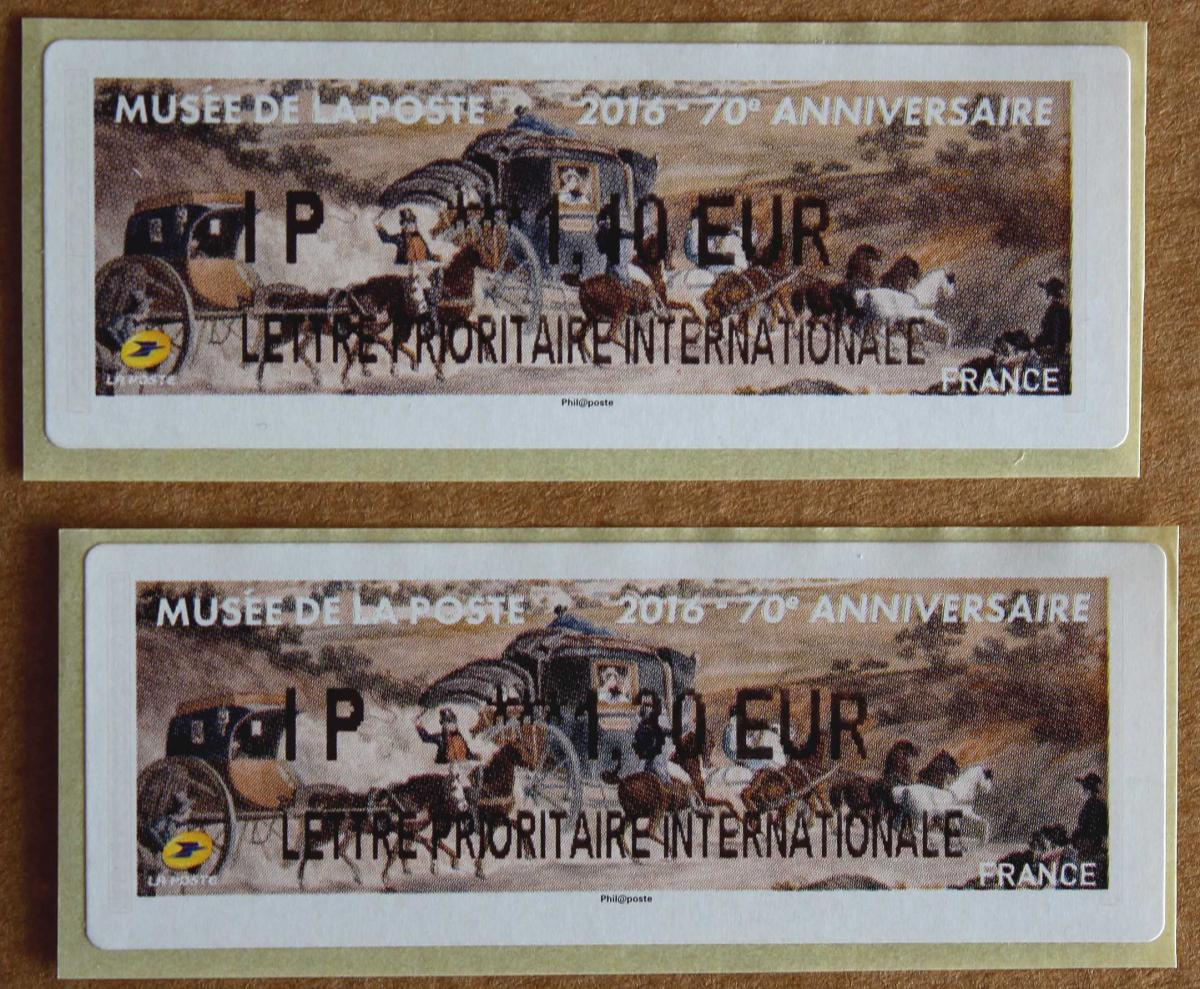 MUSÉE DE LA POSTE 2016 - 70e ANNIVERSAIRE
IP ***1,10 EUR
LETTRE PRIORITAIRE INTERNATIONALE
LA POSTE
FRANCE
Phil@poste
MUSÉE DE LA POSTE 2016 - 70e ANNIVERSAIRE
IP ***1,30 EUR
LETTRE PRIORITAIRE INTERNATIONALE
LA POSTE
FRANCE
Phil@poste